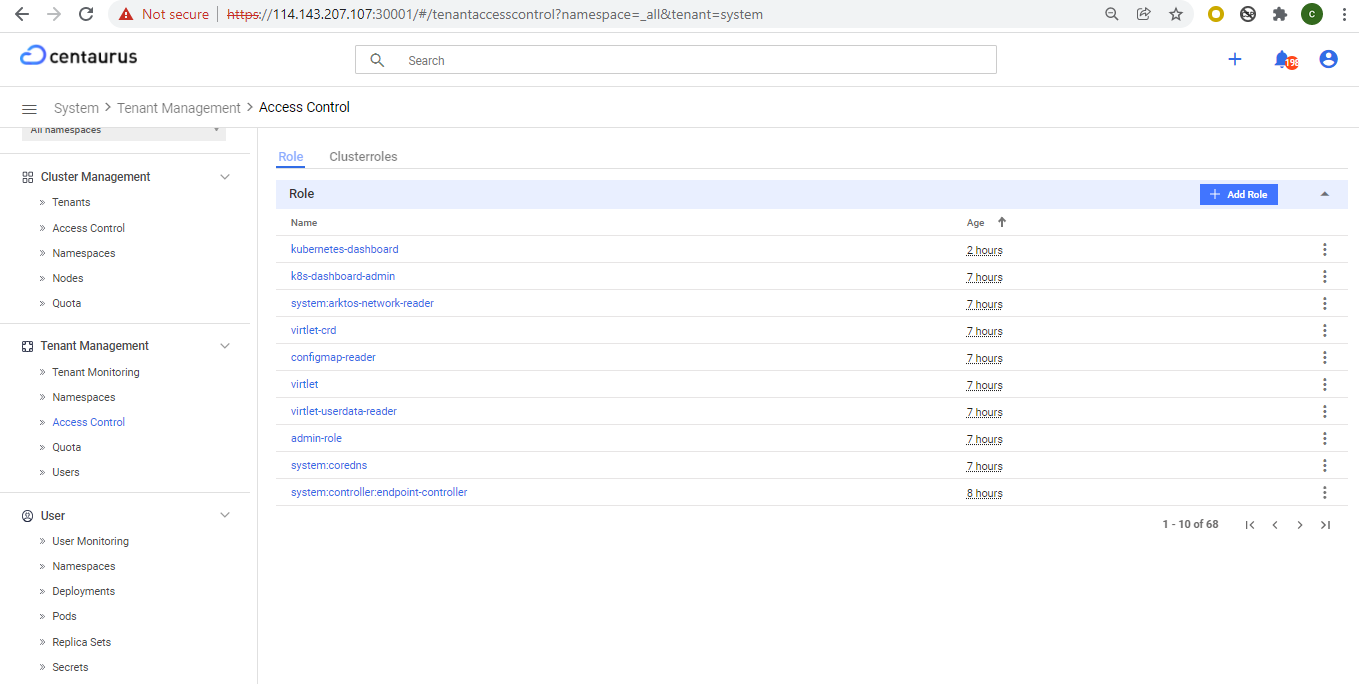 Not secure
https://114.143.207.107:30001/#/tenantaccesscontrol?namespace=_all&tenant=system
C
centaurus
Search
198
System > Tenant Management > Access Control
All namespaces
Cluster Management
» Tenants
» Access Control
» Namespaces
» Nodes
» Quota
Tenant Management
» Tenant Monitoring
» Namespaces
» Access Control
» Quota
» Users
User
» User Monitoring
» Namespaces
» Deployments
» Pods
» Replica Sets
» Secrets
Role Clusterroles
Role + Add Role
Name Age
kubernetes-dashboard 2 hours
k8s-dashboard-admin 7 hours
system:arktos-network-reader 7 hours
virtlet-crd 7 hours
configmap-reader 7 hours
virtlet 7 hours
virtlet-userdata-reader 7 hours
admin-role 7 hours
system:coredns 7 hours
system:controller:endpoint-controller 8 hours
1 - 10 of 68